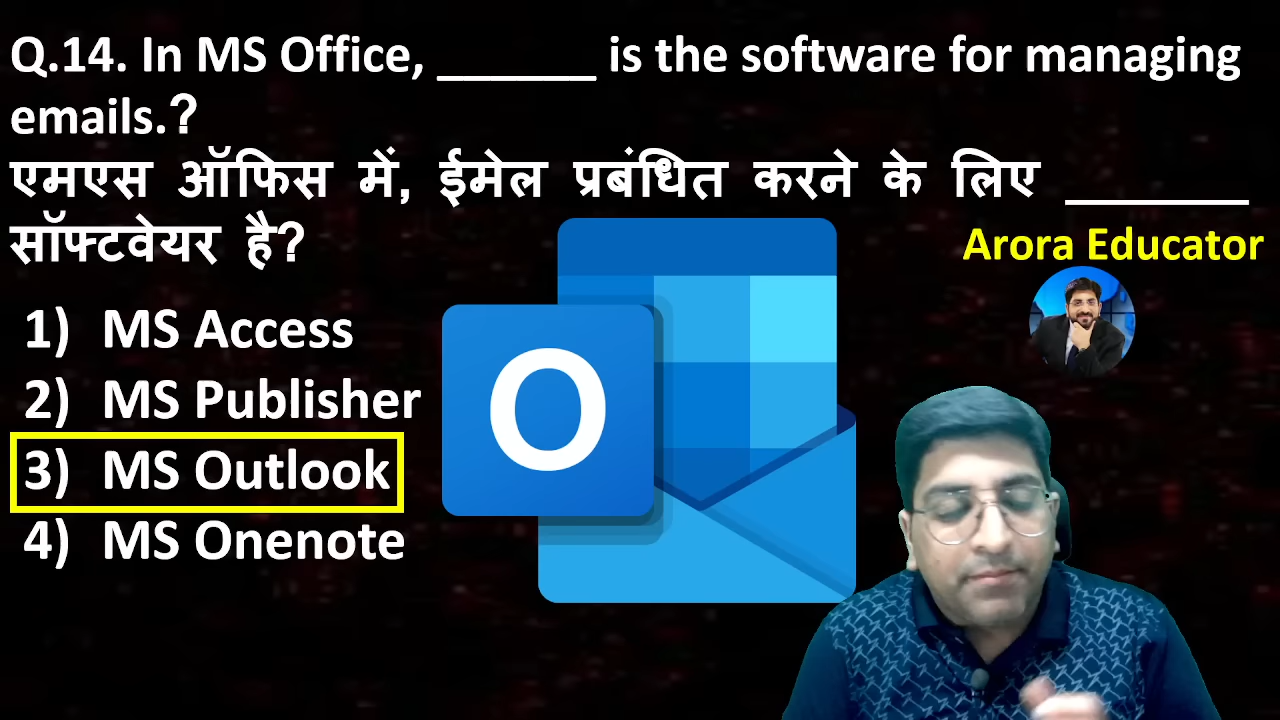 Q.14. In MS Office, ______ is the software for managing
emails.?
एमएस ऑफिस में, ईमेल प्रबंधित करने के लिए _______
सॉफ्टवेयर है?
Arora Educator
1) MS Access
2) MS Publisher
3) MS Outlook
4) MS Onenote
O